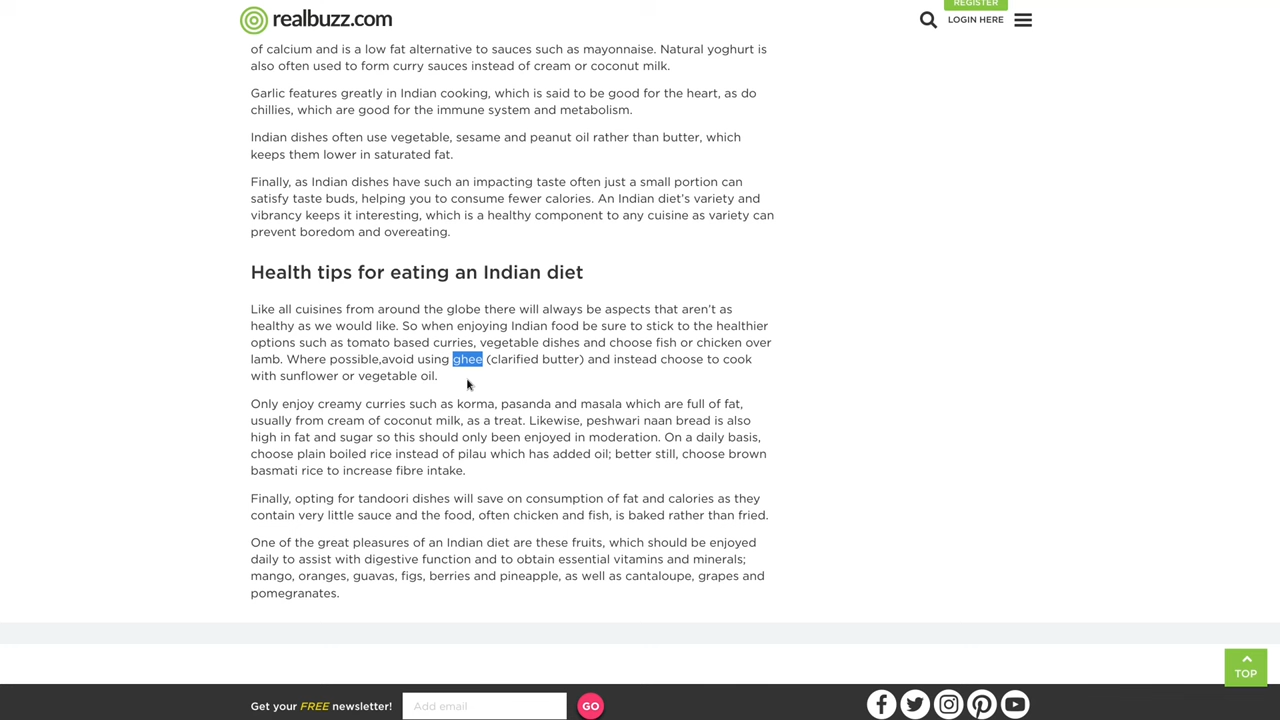 REGISTER
realbuzz.com
LOGIN HERE
of calcium and is a low fat alternative to sauces such as mayonnaise. Natural yoghurt is
also often used to form curry sauces instead of cream or coconut milk.
Garlic features greatly in Indian cooking, which is said to be good for the heart, as do
chillies, which are good for the immune system and metabolism.
Indian dishes often use vegetable, sesame and peanut oil rather than butter, which
keeps them lower in saturated fat.
Finally, as Indian dishes have such an impacting taste often just a small portion can
satisfy taste buds, helping you to consume fewer calories. An Indian diet’s variety and
vibrancy keeps it interesting, which is a healthy component to any cuisine as variety can
prevent boredom and overeating.
Health tips for eating an Indian diet
Like all cuisines from around the globe there will always be aspects that aren’t as
healthy as we would like. So when enjoying Indian food be sure to stick to the healthier
options such as tomato based curries, vegetable dishes and choose fish or chicken over
lamb. Where possible,avoid using ghee (clarified butter) and instead choose to cook
with sunflower or vegetable oil.
Only enjoy creamy curries such as korma, pasanda and masala which are full of fat,
usually from cream of coconut milk, as a treat. Likewise, peshwari naan bread is also
high in fat and sugar so this should only been enjoyed in moderation. On a daily basis,
choose plain boiled rice instead of pilau which has added oil; better still, choose brown
basmati rice to increase fibre intake.
Finally, opting for tandoori dishes will save on consumption of fat and calories as they
contain very little sauce and the food, often chicken and fish, is baked rather than fried.
One of the great pleasures of an Indian diet are these fruits, which should be enjoyed
daily to assist with digestive function and to obtain essential vitamins and minerals;
mango, oranges, guavas, figs, berries and pineapple, as well as cantaloupe, grapes and
pomegranates.
TOP
Get your FREE newsletter!
Add email
GO